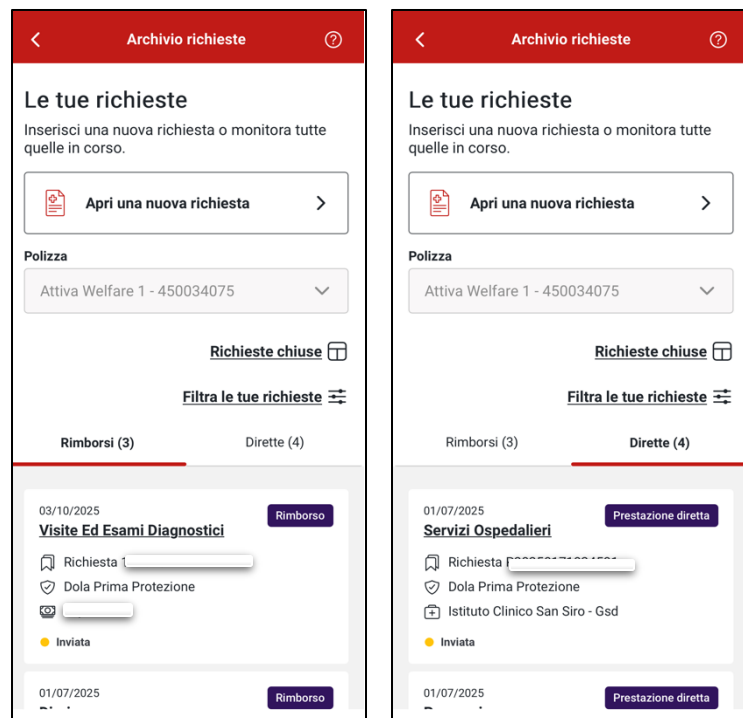 Archivio richieste
Le tue richieste
Inserisci una nuova richiesta o monitora tutte
quelle in corso.
Apri una nuova richiesta
Polizza
Attiva Welfare 1 - 450034075
Richieste chiuse
Filtra le tue richieste
Rimborsi (3) Dirette (4)
03/10/2025 Rimborso
Visite Ed Esami Diagnostici
Richiesta
Dola Prima Protezione
Inviata
01/07/2025 Rimborso
Archivio richieste
Le tue richieste
Inserisci una nuova richiesta o monitora tutte
quelle in corso.
Apri una nuova richiesta
Polizza
Attiva Welfare 1 - 450034075
Richieste chiuse
Filtra le tue richieste
Rimborsi (3) Dirette (4)
01/07/2025 Prestazione diretta
Servizi Ospedalieri
Richiesta
Dola Prima Protezione
Istituto Clinico San Siro - Gsd
Inviata
01/07/2025 Prestazione diretta